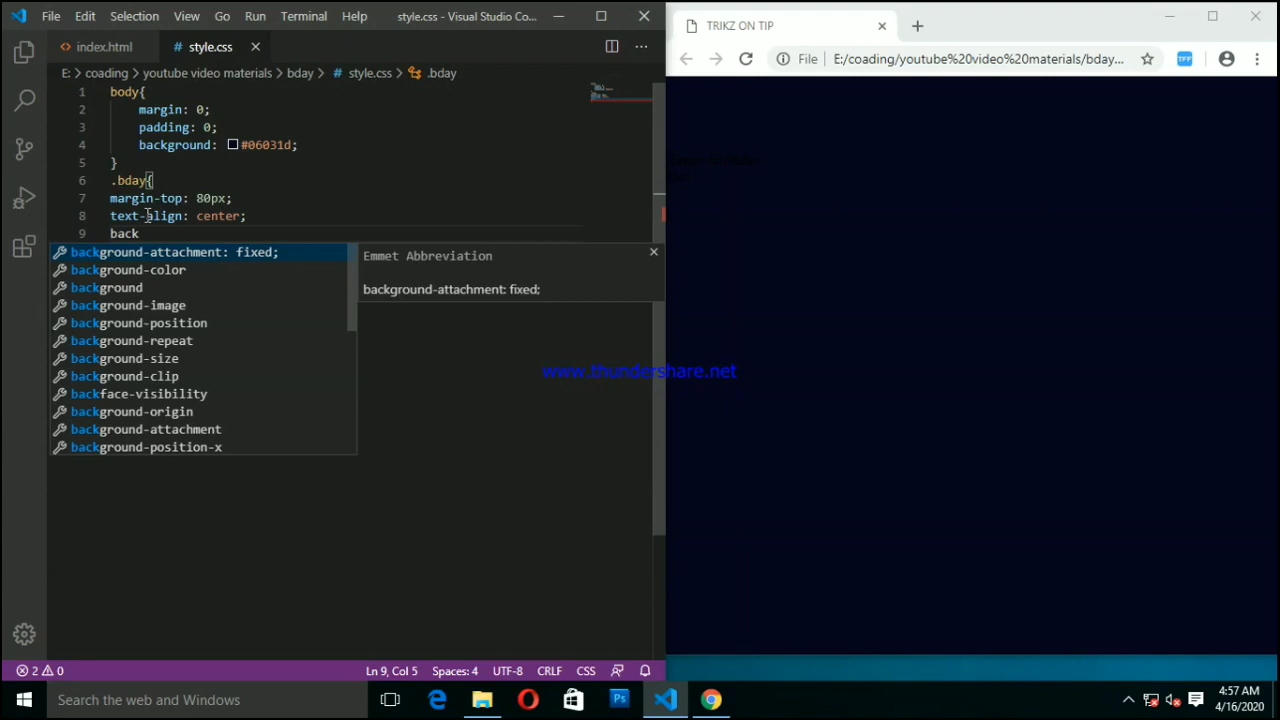 File Edit Selection View Go Run Terminal Help style.css - Visual Studio Co...
index.html style.css
E: > coading > youtube video materials > bday > style.css > .bday
1 body{
2 margin: 0;
3 padding: 0;
4 background: #06031d;
5 }
6 .bday{
7 margin-top: 80px;
8 text-align: center;
9 back
background-attachment: fixed;
background-color
background
background-image
background-position
background-repeat
background-size
background-clip
backface-visibility
background-origin
background-attachment
background-position-x
Emmet Abbreviation
background-attachment: fixed;
2 0 Ln 9, Col 5 Spaces: 4 UTF-8 CRLF CSS
TRIKZ ON TIP
File E:/coading/youtube%20video%20materials/bday...
TFP
www.thundershare.net
Search the web and Windows
Ps
4:57 AM
4/16/2020